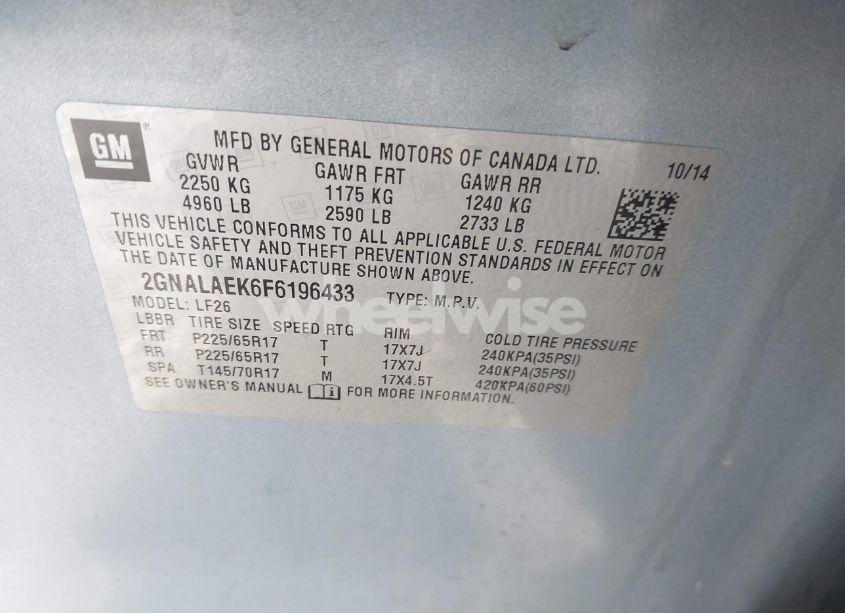 GM ®
MFD BY GENERAL MOTORS OF CANADA LTD. 10/14
GVWR GAWR FRT GAWR RR
2250 KG 1175 KG 1240 KG
4960 LB 2590 LB 2733 LB
THIS VEHICLE CONFORMS TO ALL APPLICABLE U.S. FEDERAL MOTOR
VEHICLE SAFETY AND THEFT PREVENTION STANDARDS IN EFFECT ON
THE DATE OF MANUFACTURE SHOWN ABOVE.
2GNALAEK6F6196433 TYPE: M.P.V.
MODEL: LF26
wheelwise
LBBR TIRE SIZE SPEED RTG RIM COLD TIRE PRESSURE
FRT P225/65R17 T 17X7J 240KPA(35PSI)
RR P225/65R17 T 17X7J 240KPA(35PSI)
SPA T145/70R17 M 17X4.5T 420KPA(60PSI)
SEE OWNER'S MANUAL FOR MORE INFORMATION.